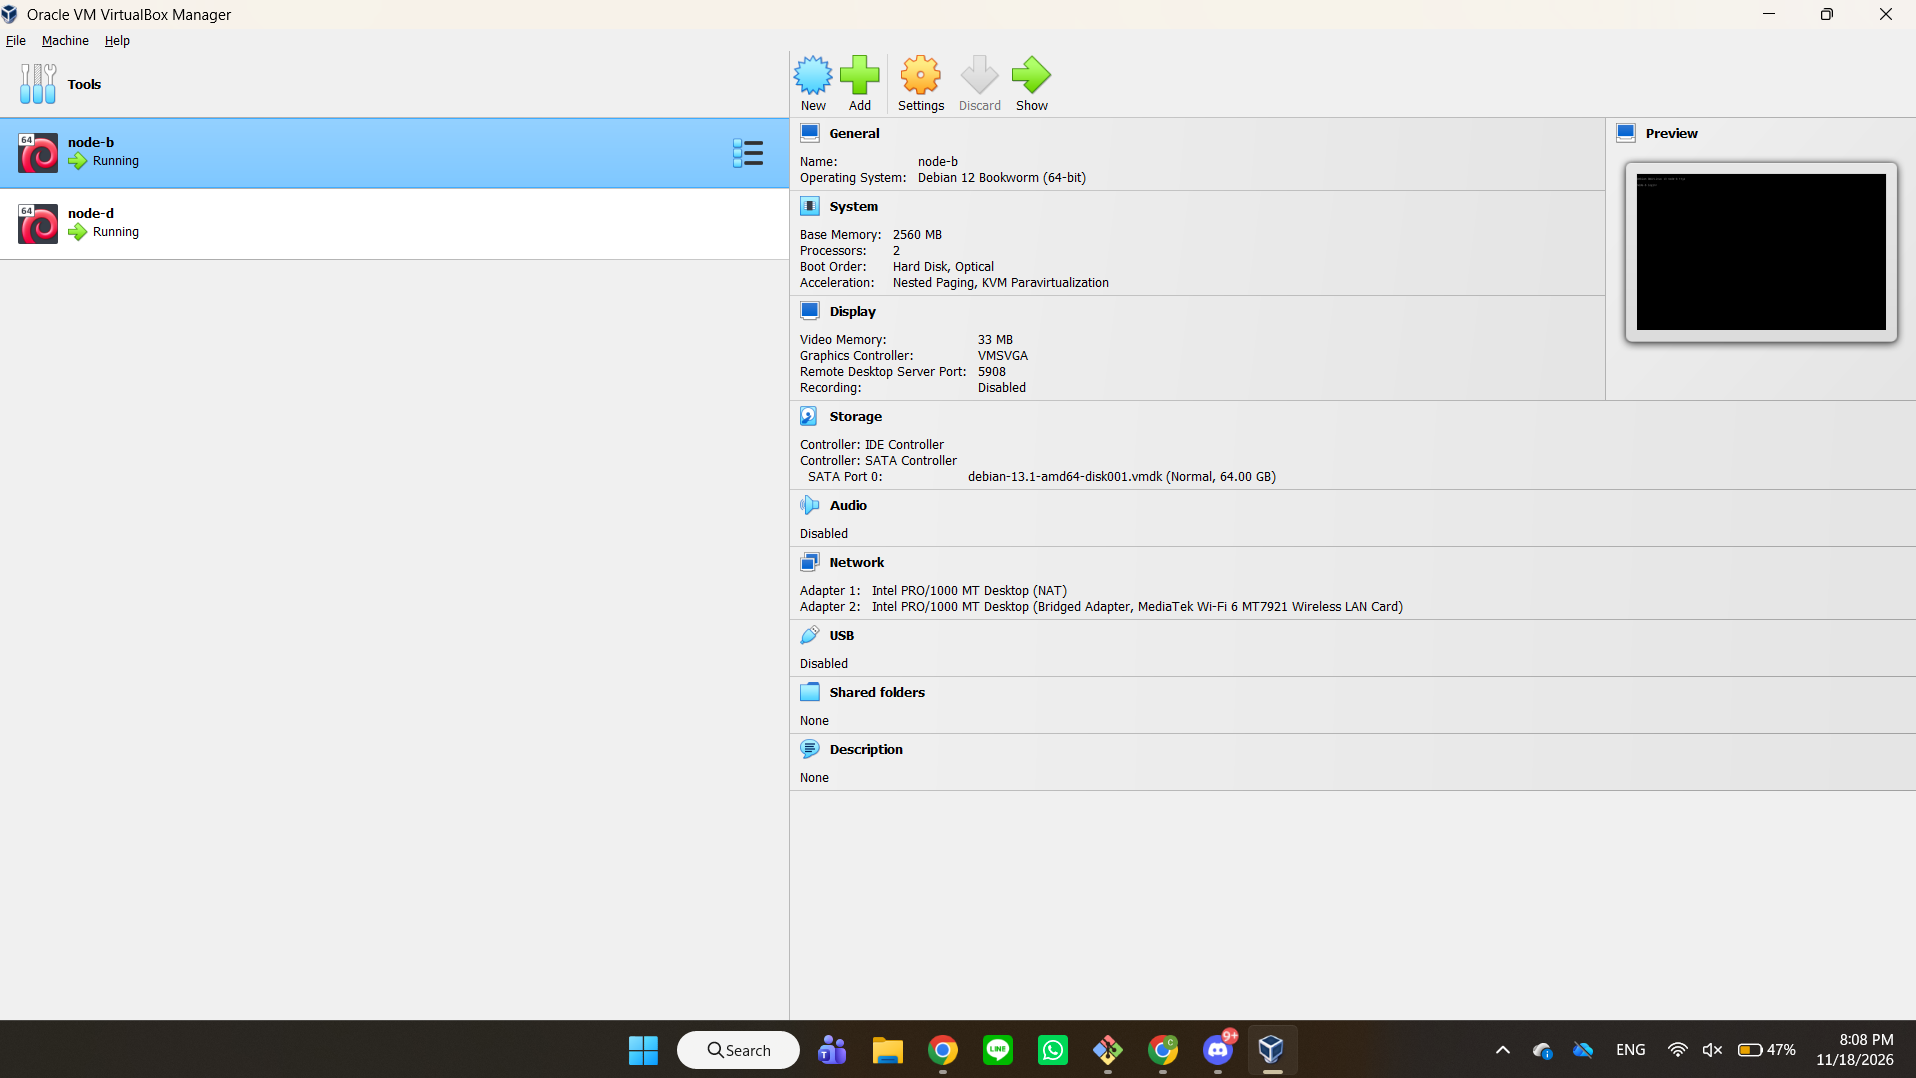 Oracle VM VirtualBox Manager
File Machine Help
Tools
64
node-b
Running
64
node-d
Running
New
Add
Settings
Discard
Show
General
Name: node-b
Operating System: Debian 12 Bookworm (64-bit)
System
Base Memory: 2560 MB
Processors: 2
Boot Order: Hard Disk, Optical
Acceleration: Nested Paging, KVM Paravirtualization
Display
Video Memory: 33 MB
Graphics Controller: VMSVGA
Remote Desktop Server Port: 5908
Recording: Disabled
Preview
Storage
Controller: IDE Controller
Controller: SATA Controller
SATA Port 0: debian-13.1-amd64-disk001.vmdk (Normal, 64.00 GB)
Audio
Disabled
Network
Adapter 1: Intel PRO/1000 MT Desktop (NAT)
Adapter 2: Intel PRO/1000 MT Desktop (Bridged Adapter, MediaTek Wi-Fi 6 MT7921 Wireless LAN Card)
USB
Disabled
Shared folders
None
Description
None
Search
T
LINE
C
9+
ENG
47%
8:08 PM
11/18/2026